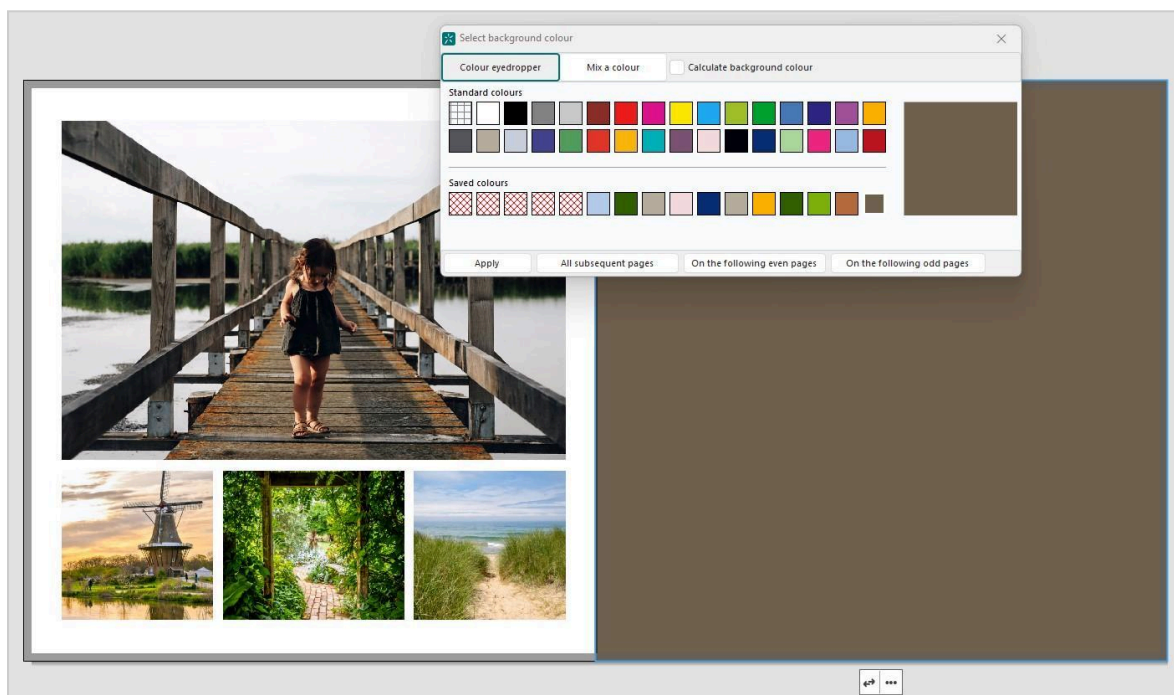 Select background colour
Colour eyedropper Mix a colour Calculate background colour
Standard colours
Saved colours
Apply All subsequent pages On the following even pages On the following odd pages